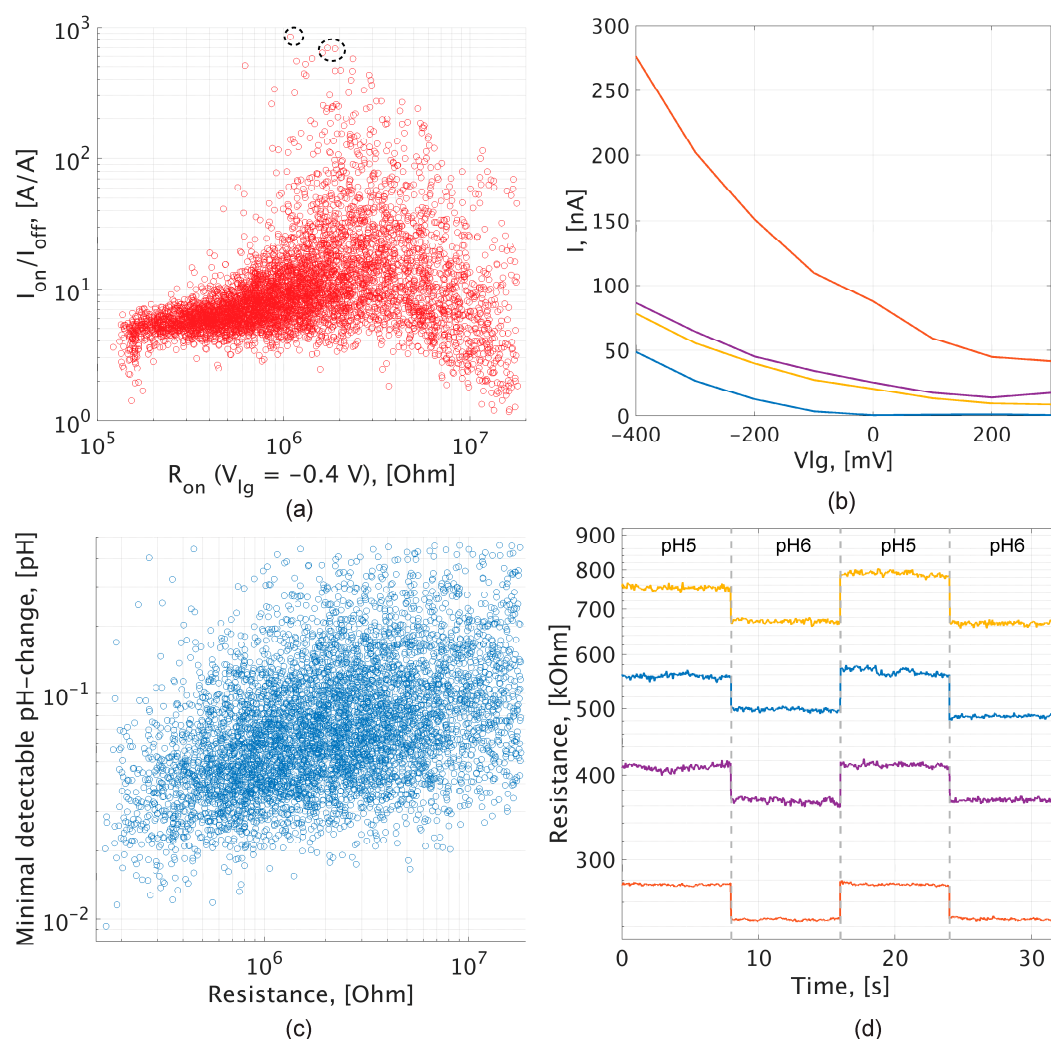 10^3
10^2
10^1
10^0
I_on/I_off, [A/A]
10^5
10^6
10^7
R_on (V_lg = −0.4 V), [Ohm]
(a)
300
250
200
150
100
50
0
I, [nA]
−400
−200
0
200
Vlg, [mV]
(b)
10^−1
10^−2
Minimal detectable pH−change, [pH]
10^6
10^7
Resistance, [Ohm]
(c)
900
800
700
600
500
400
300
Resistance, [kOhm]
pH5
pH6
pH5
pH6
0
10
20
30
Time, [s]
(d)